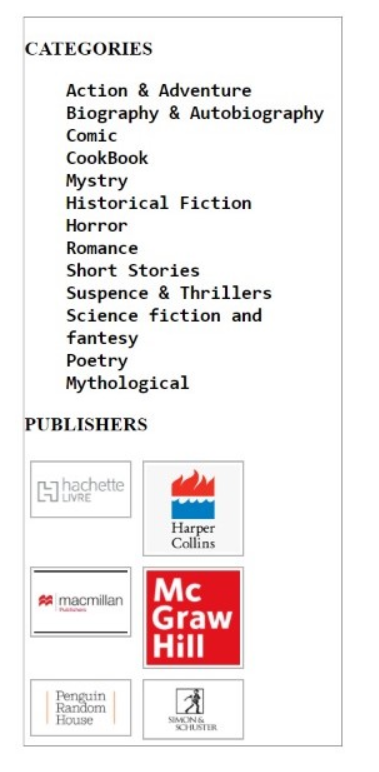 CATEGORIES
Action & Adventure
Biography & Autobiography
Comic
CookBook
Mystry
Historical Fiction
Horror
Romance
Short Stories
Suspence & Thrillers
Science fiction and
fantesy
Poetry
Mythological
PUBLISHERS
hachette
LIVRE
Harper
Collins
macmillan
Publishers
Mc
Graw
Hill
Penguin
Random
House
SIMON &
SCHUSTER